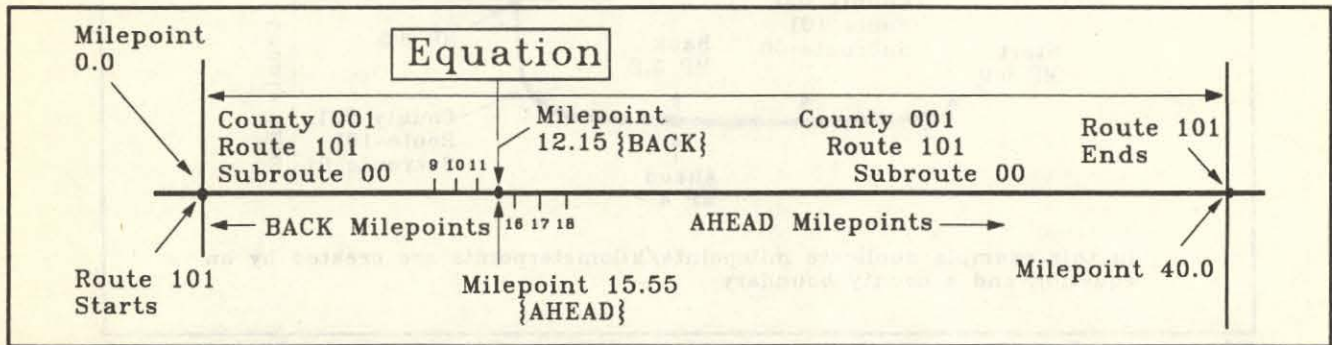 Milepoint
0.0
Equation
County 001
Route 101
Subroute 00
Milepoint
12.15 {BACK}
County 001
Route 101
Subroute 00
Route 101
Ends
9 10 11
16 17 18
BACK Milepoints
AHEAD Milepoints
Route 101
Starts
Milepoint 15.55
{AHEAD}
Milepoint 40.0